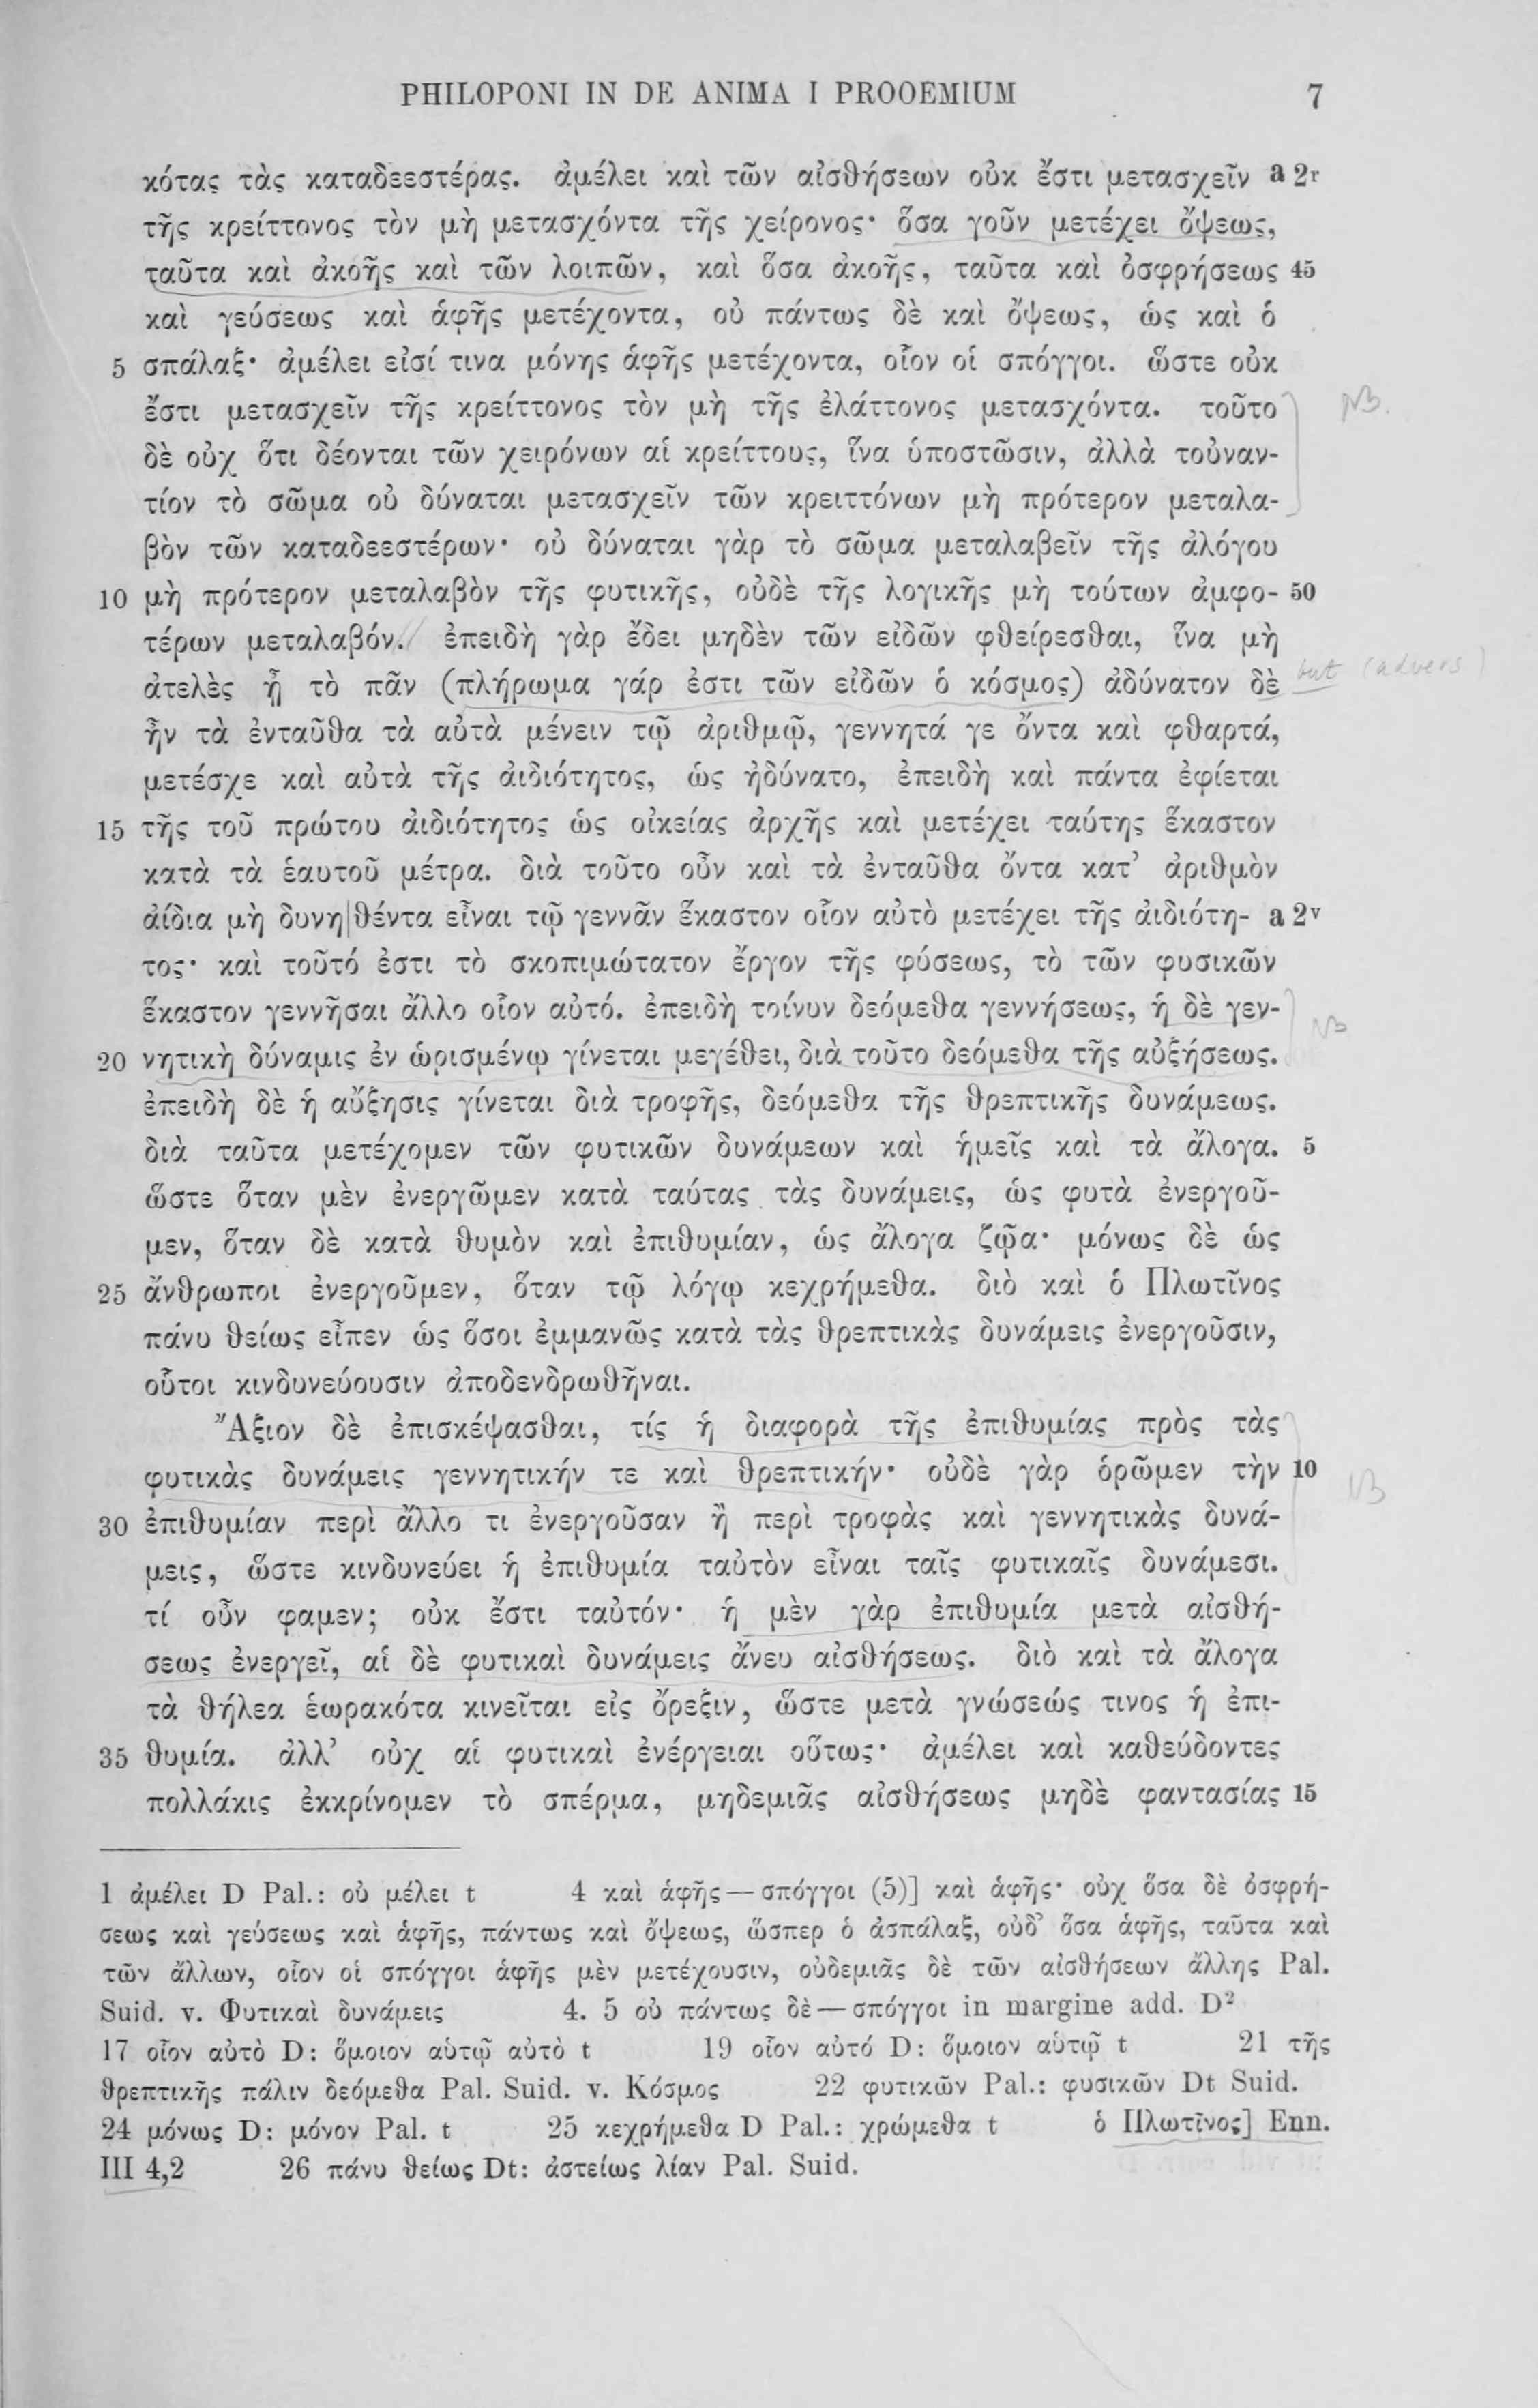 PHILOPONI IN DE ANIMA I PROOEMIUM 7
κότας τὰς καταδεεστέρας. ἀμέλει καὶ τῶν αἰσθήσεων οὐκ ἔστι μετασχεῖν a 2r
τῆς κρείττονος τὸν μὴ μετασχόντα τῆς χείρονος· ὅσα γοῦν μετέχει ὄψεως,
ταῦτα καὶ ἀκοῆς καὶ τῶν λοιπῶν, καὶ ὅσα ἀκοῆς, ταῦτα καὶ ὀσφρήσεως 45
καὶ γεύσεως καὶ ἁφῆς μετέχοντα, οὐ πάντως δὲ καὶ ὄψεως, ὡς καὶ ὁ
5 σπάλαξ· ἀμέλει εἰσί τινα μόνης ἁφῆς μετέχοντα, οἷον οἱ σπόγγοι. ὥστε οὐκ
ἔστι μετασχεῖν τῆς κρείττονος τὸν μὴ τῆς ἐλάττονος μετασχόντα. τοῦτο NB.
δὲ οὐχ ὅτι δέονται τῶν χειρόνων αἱ κρείττους, ἵνα ὑποστῶσιν, ἀλλὰ τοὐναν-
τίον τὸ σῶμα οὐ δύναται μετασχεῖν τῶν κρειττόνων μὴ πρότερον μεταλα-
βὸν τῶν καταδεεστέρων· οὐ δύναται γὰρ τὸ σῶμα μεταλαβεῖν τῆς ἀλόγου
10 μὴ πρότερον μεταλαβὸν τῆς φυτικῆς, οὐδὲ τῆς λογικῆς μὴ τούτων ἀμφο- 50
τέρων μεταλαβόν. ἐπειδὴ γὰρ ἔδει μηδὲν τῶν εἰδῶν φθείρεσθαι, ἵνα μὴ
ἀτελὲς ᾖ τὸ πᾶν (πλήρωμα γάρ ἐστι τῶν εἰδῶν ὁ κόσμος) ἀδύνατον δὲ but (advers)
ἦν τὰ ἐνταῦθα τὰ αὐτὰ μένειν τῷ ἀριθμῷ, γεννητά γε ὄντα καὶ φθαρτά,
μετέσχε καὶ αὐτὰ τῆς ἀιδιότητος, ὡς ἠδύνατο, ἐπειδὴ καὶ πάντα ἐφίεται
15 τῆς τοῦ πρώτου ἀιδιότητος ὡς οἰκείας ἀρχῆς καὶ μετέχει ταύτης ἕκαστον
κατὰ τὰ ἑαυτοῦ μέτρα. διὰ τοῦτο οὖν καὶ τὰ ἐνταῦθα ὄντα κατ’ ἀριθμὸν
ἀίδια μὴ δυνη|θέντα εἶναι τῷ γεννᾶν ἕκαστον οἷον αὐτὸ μετέχει τῆς ἀιδιότη- a 2v
τος· καὶ τοῦτό ἐστι τὸ σκοπιμώτατον ἔργον τῆς φύσεως, τὸ τῶν φυσικῶν
ἕκαστον γεννῆσαι ἄλλο οἷον αὐτό. ἐπειδὴ τοίνυν δεόμεθα γεννήσεως, ἡ δὲ γεν- NB
20 νητικὴ δύναμις ἐν ὡρισμένῳ γίνεται μεγέθει, διὰ τοῦτο δεόμεθα τῆς αὐξήσεως.
ἐπειδὴ δὲ ἡ αὔξησις γίνεται διὰ τροφῆς, δεόμεθα τῆς θρεπτικῆς δυνάμεως.
διὰ ταῦτα μετέχομεν τῶν φυτικῶν δυνάμεων καὶ ἡμεῖς καὶ τὰ ἄλογα. 5
ὥστε ὅταν μὲν ἐνεργῶμεν κατὰ ταύτας τὰς δυνάμεις, ὡς φυτὰ ἐνεργοῦ-
μεν, ὅταν δὲ κατὰ θυμὸν καὶ ἐπιθυμίαν, ὡς ἄλογα ζῷα· μόνως δὲ ὡς
25 ἄνθρωποι ἐνεργοῦμεν, ὅταν τῷ λόγῳ κεχρήμεθα. διὸ καὶ ὁ Πλωτῖνος
πάνυ θείως εἶπεν ὡς ὅσοι ἐμμανῶς κατὰ τὰς θρεπτικὰς δυνάμεις ἐνεργοῦσιν,
οὗτοι κινδυνεύουσιν ἀποδενδρωθῆναι.
Ἄξιον δὲ ἐπισκέψασθαι, τίς ἡ διαφορὰ τῆς ἐπιθυμίας πρὸς τὰς
φυτικὰς δυνάμεις γεννητικήν τε καὶ θρεπτικήν· οὐδὲ γὰρ ὁρῶμεν τὴν 10 NB
30 ἐπιθυμίαν περὶ ἄλλο τι ἐνεργοῦσαν ἢ περὶ τροφὰς καὶ γεννητικὰς δυνά-
μεις, ὥστε κινδυνεύει ἡ ἐπιθυμία ταὐτὸν εἶναι ταῖς φυτικαῖς δυνάμεσι.
τί οὖν φαμεν; οὐκ ἔστι ταὐτόν· ἡ μὲν γὰρ ἐπιθυμία μετὰ αἰσθή-
σεως ἐνεργεῖ, αἱ δὲ φυτικαὶ δυνάμεις ἄνευ αἰσθήσεως. διὸ καὶ τὰ ἄλογα
τὰ θήλεα ἑωρακότα κινεῖται εἰς ὄρεξιν, ὥστε μετὰ γνώσεώς τινος ἡ ἐπι-
35 θυμία. ἀλλ’ οὐχ αἱ φυτικαὶ ἐνέργειαι οὕτως· ἀμέλει καὶ καθεύδοντες
πολλάκις ἐκκρίνομεν τὸ σπέρμα, μηδεμιᾶς αἰσθήσεως μηδὲ φαντασίας 15
1 ἀμέλει D Pal.: οὐ μέλει t 4 καὶ ἁφῆς — σπόγγοι (5)] καὶ ἁφῆς· οὐχ ὅσα δὲ ὀσφρή-
σεως καὶ γεύσεως καὶ ἁφῆς, πάντως καὶ ὄψεως, ὥσπερ ὁ ἀσπάλαξ, οὐδ’ ὅσα ἁφῆς, ταῦτα καὶ
τῶν ἄλλων, οἷον οἱ σπόγγοι ἁφῆς μὲν μετέχουσιν, οὐδεμιᾶς δὲ τῶν αἰσθήσεων ἄλλης Pal.
Suid. v. Φυτικαὶ δυνάμεις 4. 5 οὐ πάντως δὲ — σπόγγοι in margine add. D²
17 οἷον αὐτὸ D: ὅμοιον αὑτῷ αὐτὸ t 19 οἷον αὐτό D: ὅμοιον αὑτῷ t 21 τῆς
θρεπτικῆς πάλιν δεόμεθα Pal. Suid. v. Κόσμος 22 φυτικῶν Pal.: φυσικῶν Dt Suid.
24 μόνως D: μόνον Pal. t 25 κεχρήμεθα D Pal.: χρώμεθα t ὁ Πλωτῖνος] Enn.
III 4,2 26 πάνυ θείως Dt: ἀστείως λίαν Pal. Suid.